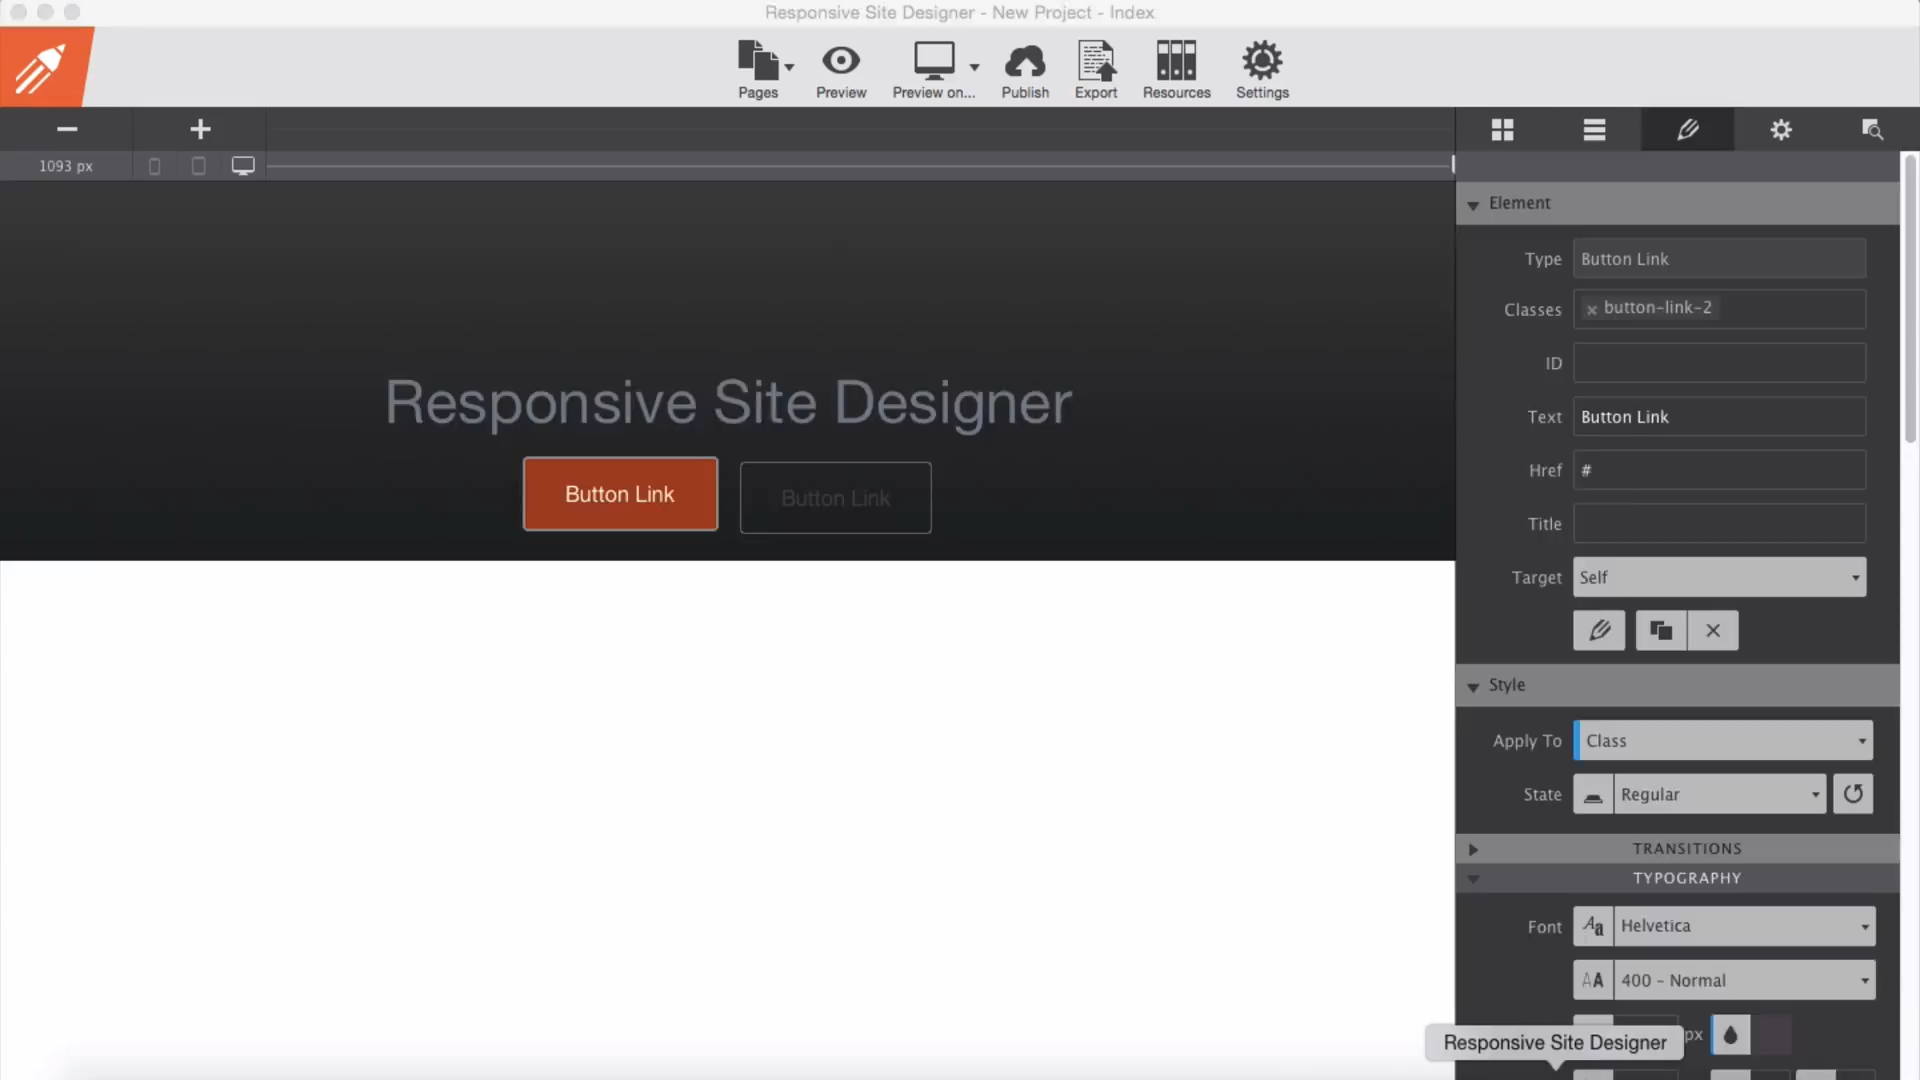 Responsive Site Designer - New Project - Index
Pages
Preview
Preview on...
Publish
Export
Resources
Settings
1093 px
Element
Type Button Link
Classes × button-link-2
ID
Text Button Link
Href #
Title
Target Self
Responsive Site Designer
Button Link
Button Link
Style
Apply To Class
State Regular
TRANSITIONS
TYPOGRAPHY
Font Aa Helvetica
AA 400 - Normal
px
Responsive Site Designer